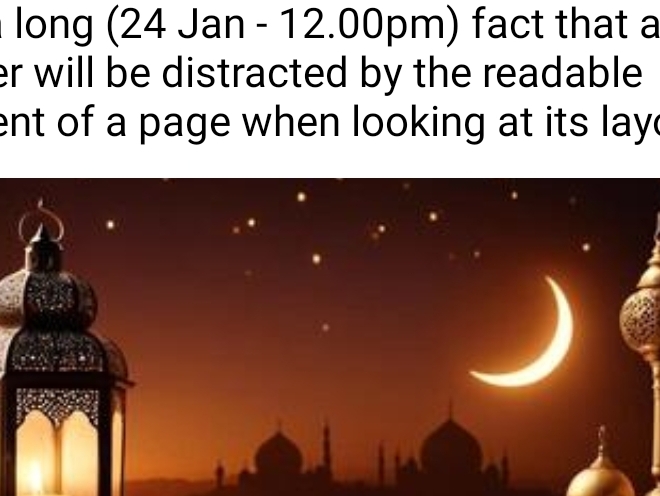 long (24 Jan - 12.00pm) fact that a
er will be distracted by the readable
ent of a page when looking at its layo